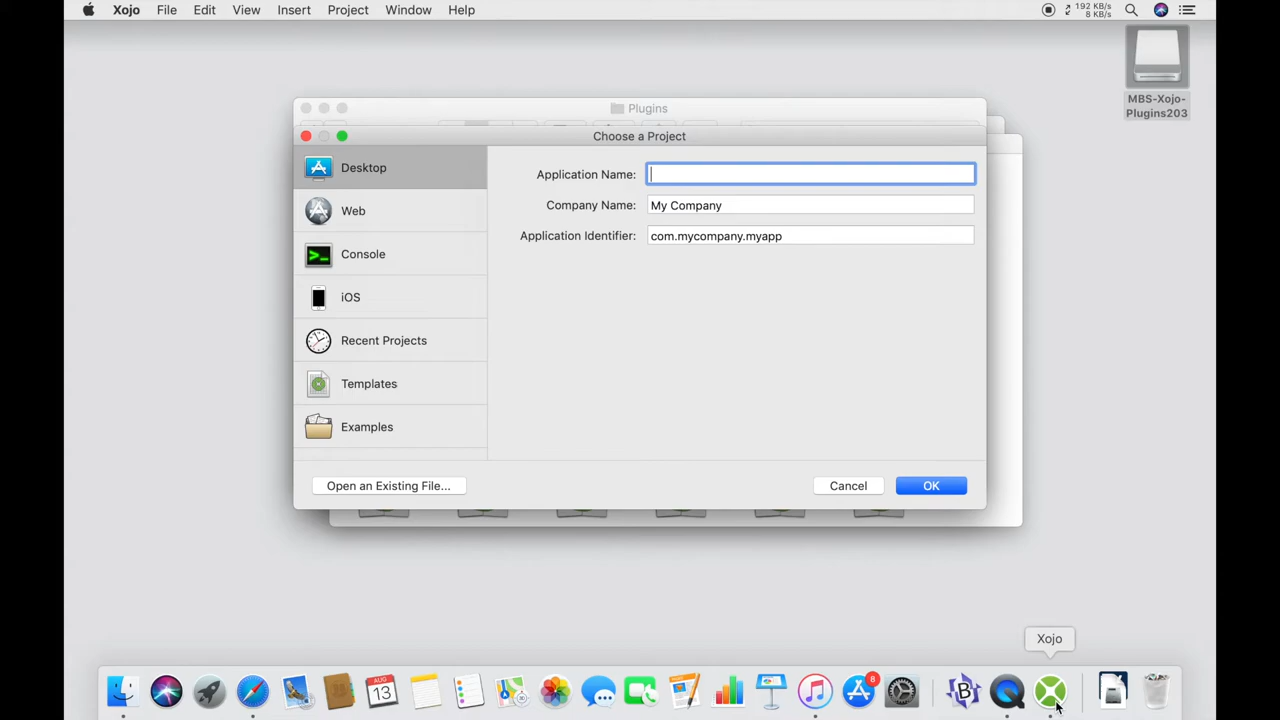 Xojo File Edit View Insert Project Window Help
192 KB/s
8 KB/s
MBS-Xojo-
Plugins203
Plugins
Choose a Project
Desktop
Web
Console
iOS
Recent Projects
Templates
Examples
Application Name:
Company Name: My Company
Application Identifier: com.mycompany.myapp
Open an Existing File...
Cancel
OK
Xojo
AUG
13
8